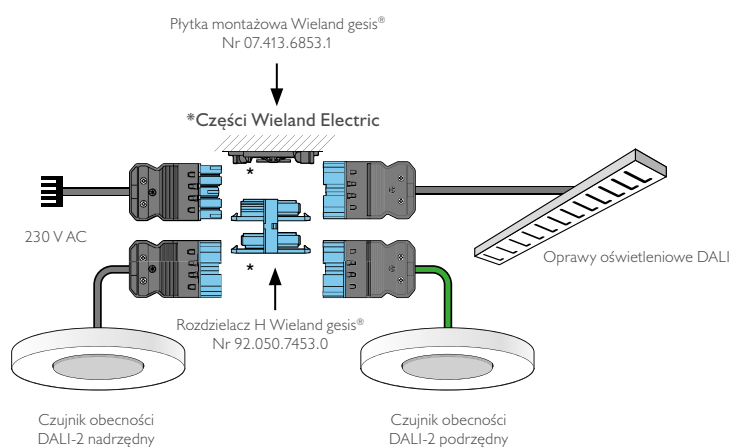 Płytka montażowa Wieland gesis®
Nr 07.413.6853.1
*Części Wieland Electric
*
230 V AC
Oprawy oświetleniowe DALI
*
Rozdzielacz H Wieland gesis®
Nr 92.050.7453.0
Czujnik obecności
DALI-2 nadrzędny
Czujnik obecności
DALI-2 podrzędny